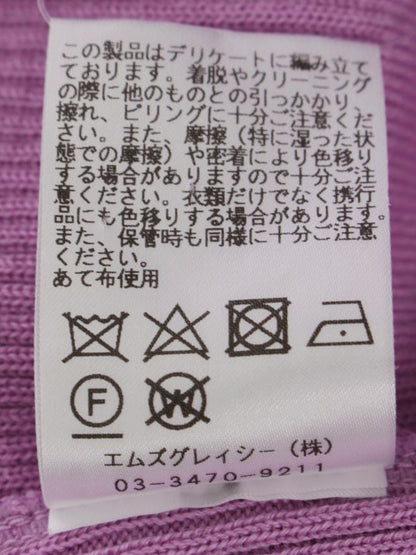 この製品はデリケートに編み立て
ております。着脱やクリーニング
の際に他のものとの引っかかり、
擦れ、ピリングに十分ご注意くだ
さい。また、摩擦（特に湿った状
態での摩擦）や密着により色移り
する場合がありますので十分ご注
意ください。衣類だけでなく携行
品にも色移りする場合があります。
また、保管時も同様に十分ご注意
ください。
あて布使用
F W
エムズグレイシー（株）
03-3470-9211